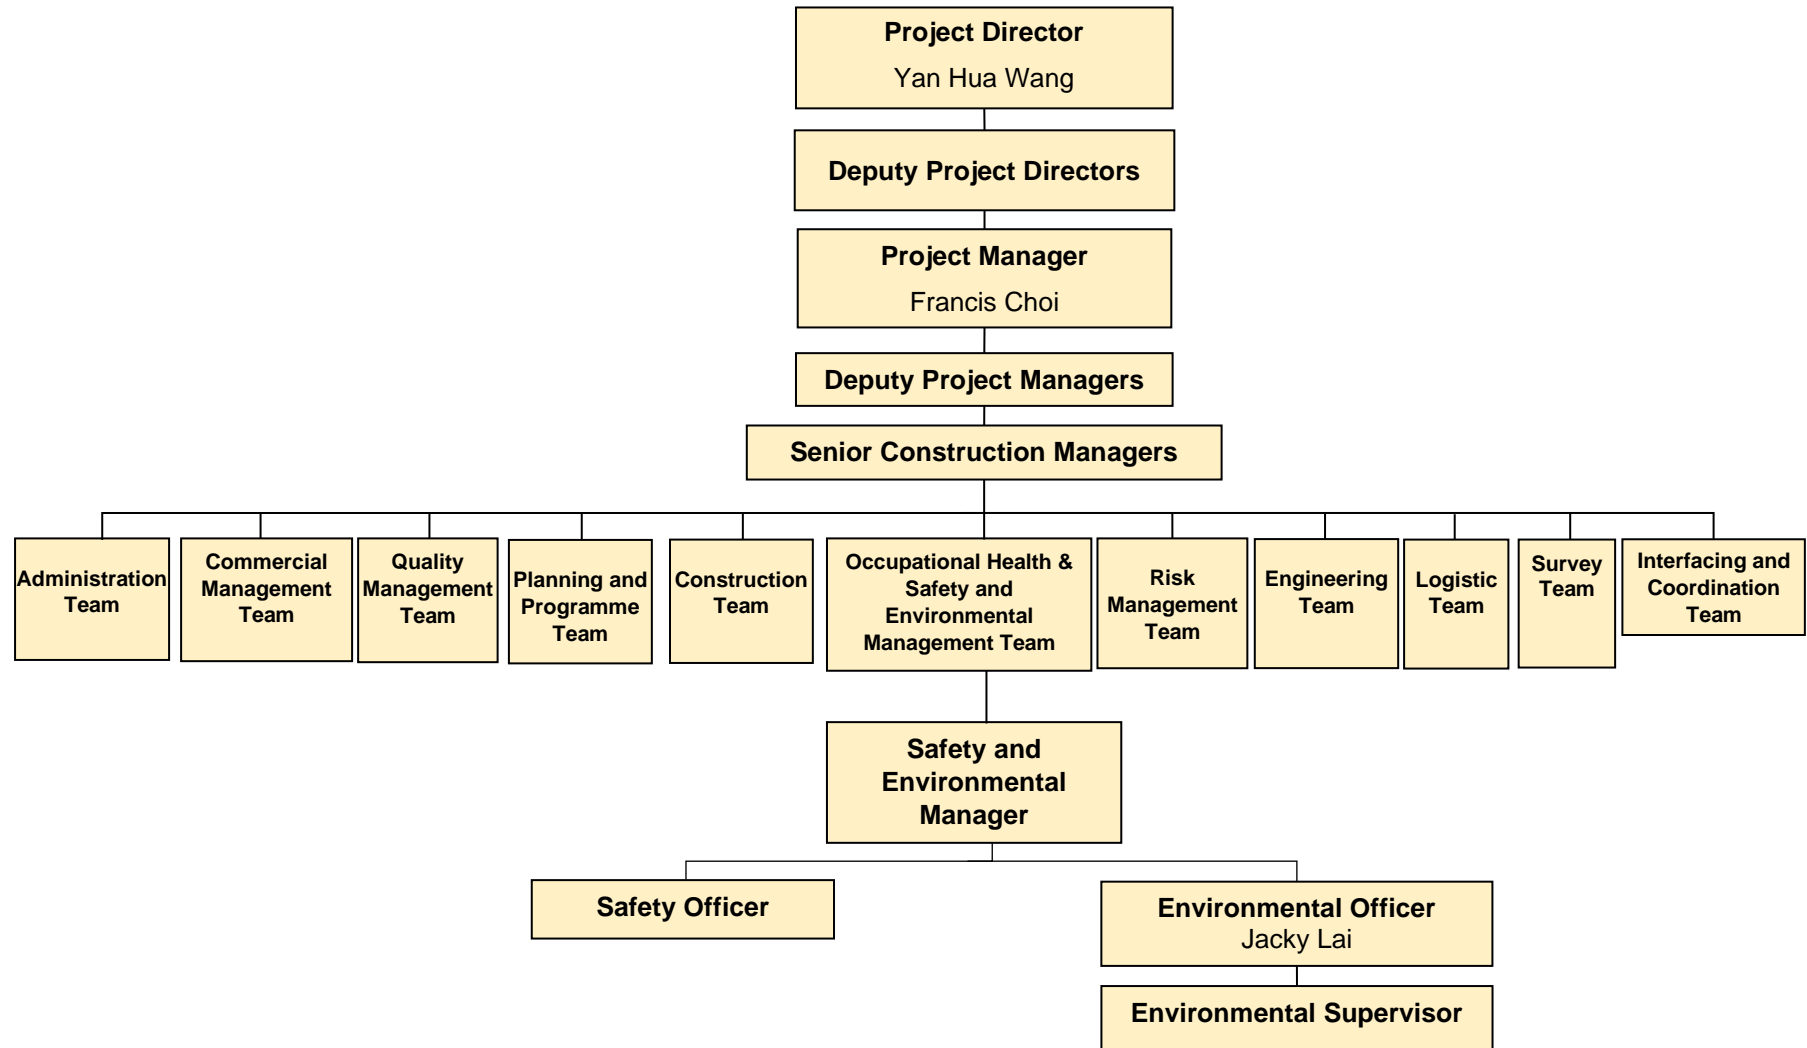 Project Director
Yan Hua Wang
Deputy Project Directors
Project Manager
Francis Choi
Deputy Project Managers
Senior Construction Managers
Administration
Team
Commercial
Management
Team
Quality
Management
Team
Planning and
Programme
Team
Construction
Team
Occupational Health &
Safety and
Environmental
Management Team
Risk
Management
Team
Engineering
Team
Logistic
Team
Survey
Team
Interfacing and
Coordination
Team
Safety and
Environmental
Manager
Safety Officer
Environmental Officer
Jacky Lai
Environmental Supervisor